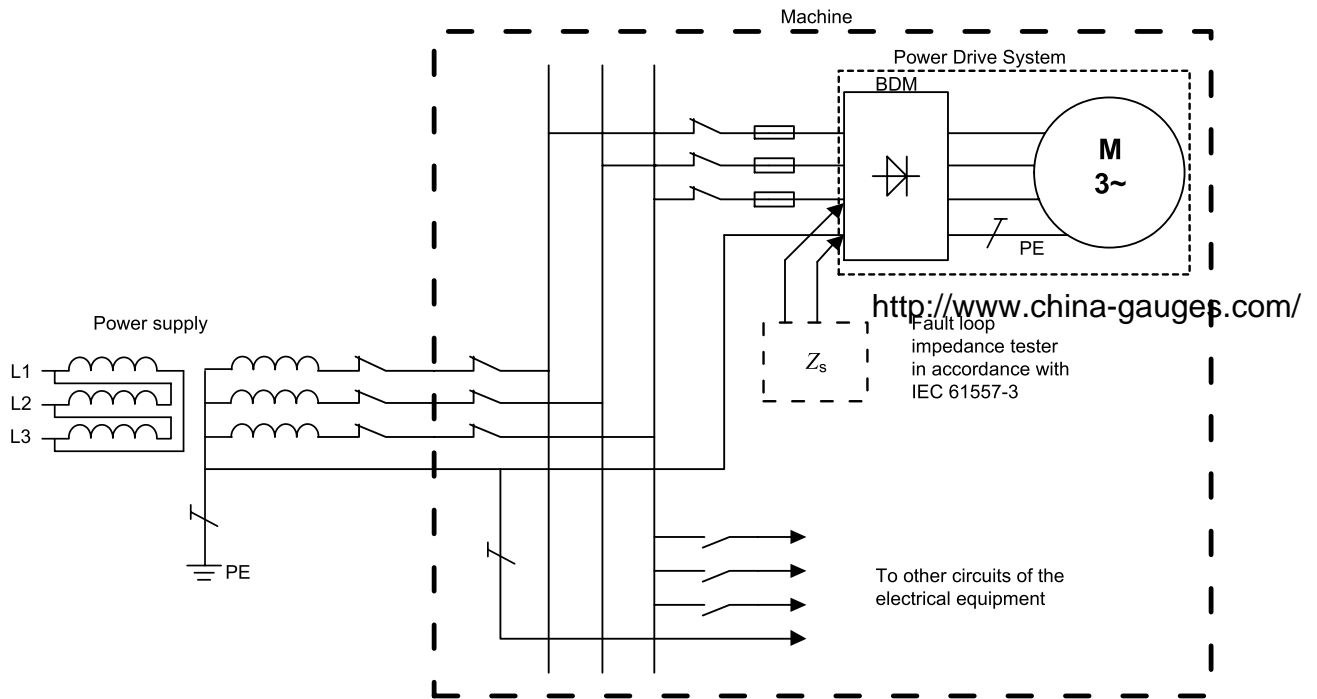 Machine
Power Drive System
BDM
M
3~
PE
http://www.china-gauges.com/
Power supply
Fault loop
impedance tester
in accordance with
IEC 61557-3
Zs
L1
L2
L3
PE
To other circuits of the
electrical equipment